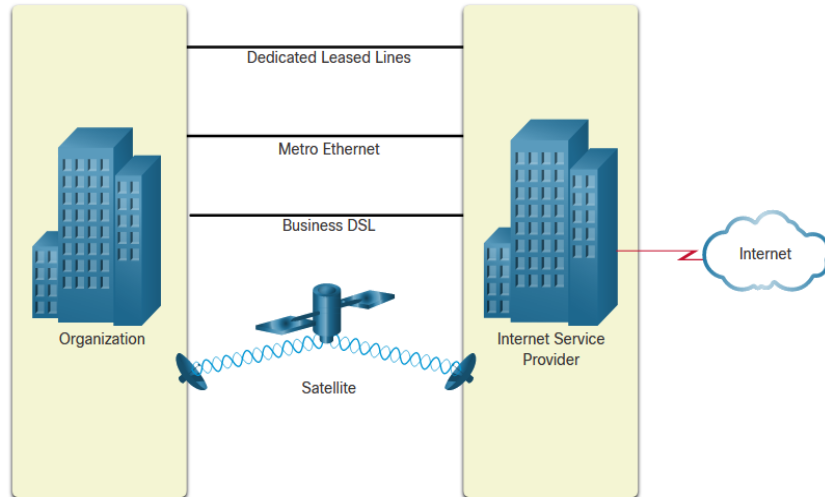 Dedicated Leased Lines
Metro Ethernet
Business DSL
Organization
Satellite
Internet Service
Provider
Internet